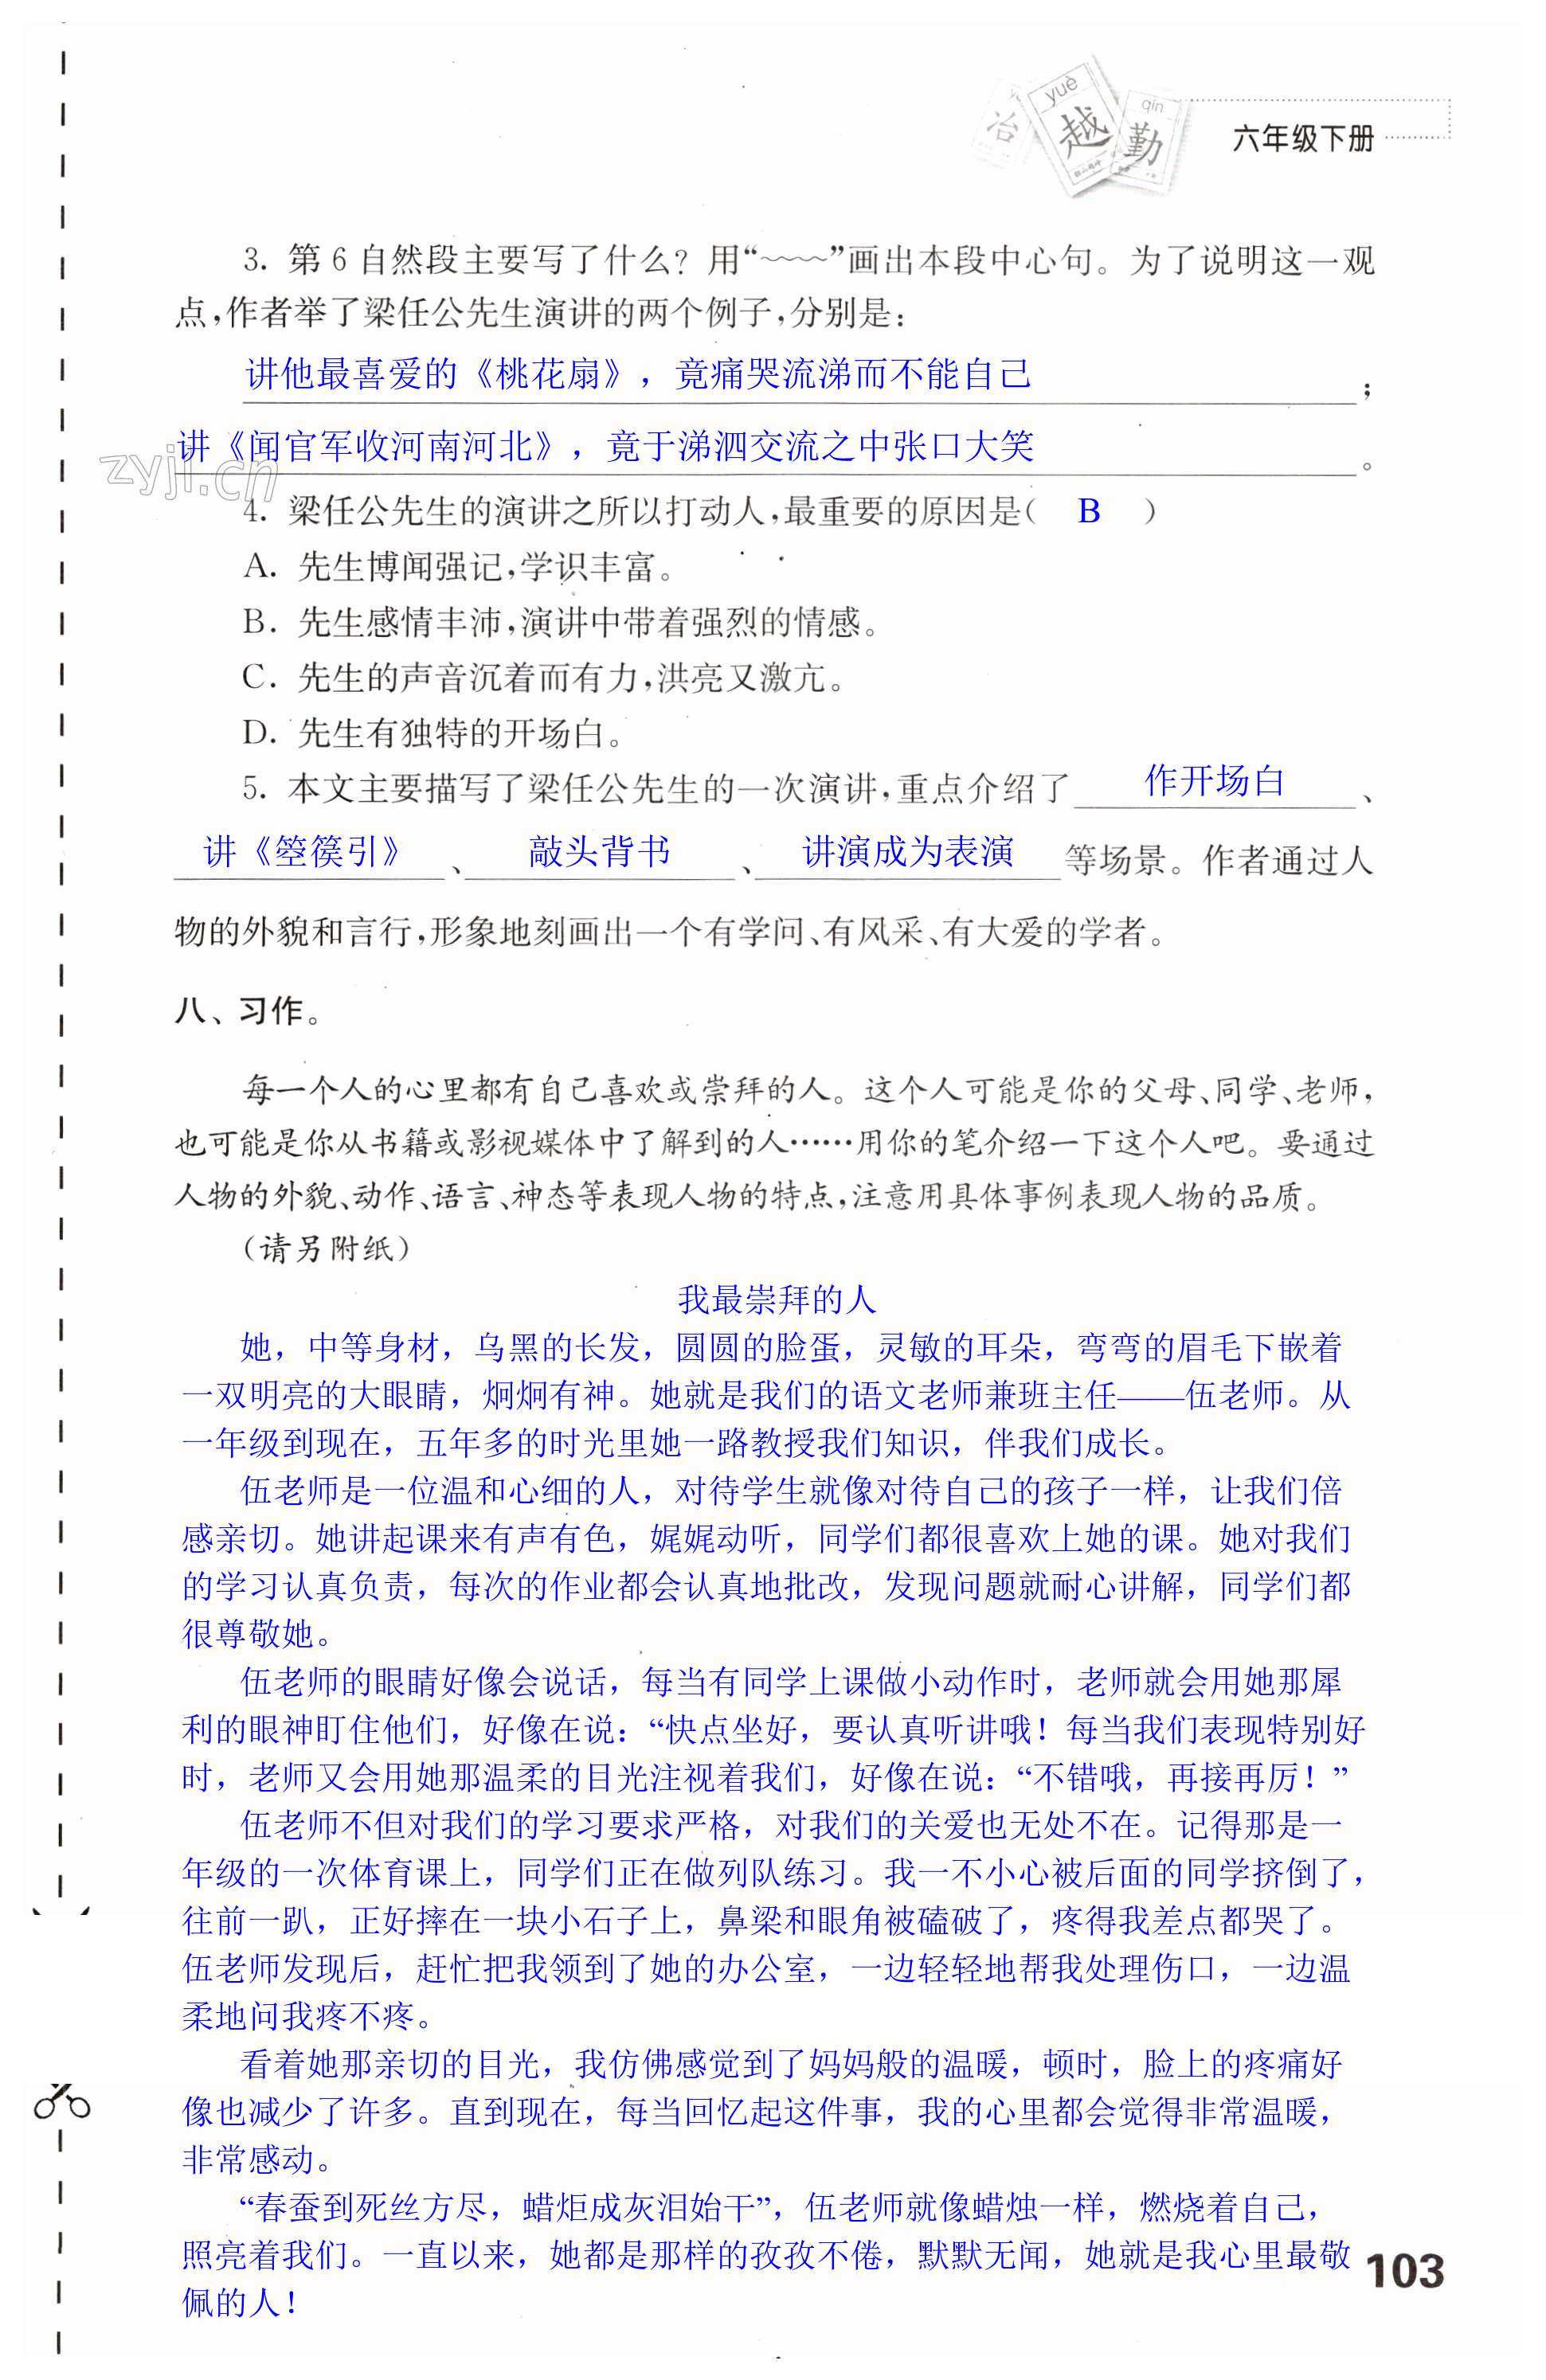 冶
yuè
越
qín
勤
六年级下册
3. 第 6 自然段主要写了什么？用“﹏﹏”画出本段中心句。为了说明这一观
点，作者举了梁任公先生演讲的两个例子，分别是：
讲他最喜爱的《桃花扇》，竟痛哭流涕而不能自己；
讲《闻官军收河南河北》，竟于涕泗交流之中张口大笑。
zyjl.cn
4. 梁任公先生的演讲之所以打动人，最重要的原因是（ B ）
A. 先生博闻强记，学识丰富。
B. 先生感情丰沛，演讲中带着强烈的情感。
C. 先生的声音沉着而有力，洪亮又激亢。
D. 先生有独特的开场白。
5. 本文主要描写了梁任公先生的一次演讲，重点介绍了 作开场白 、
讲《箜篌引》 、 敲头背书 、 讲演成为表演 等场景。作者通过人
物的外貌和言行，形象地刻画出一个有学问、有风采、有大爱的学者。
八、习作。
每一个人的心里都有自己喜欢或崇拜的人。这个人可能是你的父母、同学、老师，
也可能是你从书籍或影视媒体中了解到的人……用你的笔介绍一下这个人吧。要通过
人物的外貌、动作、语言、神态等表现人物的特点，注意用具体事例表现人物的品质。
（请另附纸）
我最崇拜的人
她，中等身材，乌黑的长发，圆圆的脸蛋，灵敏的耳朵，弯弯的眉毛下嵌着
一双明亮的大眼睛，炯炯有神。她就是我们的语文老师兼班主任——伍老师。从
一年级到现在，五年多的时光里她一路教授我们知识，伴我们成长。
伍老师是一位温和心细的人，对待学生就像对待自己的孩子一样，让我们倍
感亲切。她讲起课来有声有色，娓娓动听，同学们都很喜欢上她的课。她对我们
的学习认真负责，每次的作业都会认真地批改，发现问题就耐心讲解，同学们都
很尊敬她。
伍老师的眼睛好像会说话，每当有同学上课做小动作时，老师就会用她那犀
利的眼神盯住他们，好像在说：“快点坐好，要认真听讲哦！每当我们表现特别好
时，老师又会用她那温柔的目光注视着我们，好像在说：“不错哦，再接再厉！”
伍老师不但对我们的学习要求严格，对我们的关爱也无处不在。记得那是一
年级的一次体育课上，同学们正在做列队练习。我一不小心被后面的同学挤倒了，
往前一趴，正好摔在一块小石子上，鼻梁和眼角被磕破了，疼得我差点都哭了。
伍老师发现后，赶忙把我领到了她的办公室，一边轻轻地帮我处理伤口，一边温
柔地问我疼不疼。
看着她那亲切的目光，我仿佛感觉到了妈妈般的温暖，顿时，脸上的疼痛好
像也减少了许多。直到现在，每当回忆起这件事，我的心里都会觉得非常温暖，
非常感动。
“春蚕到死丝方尽，蜡炬成灰泪始干”，伍老师就像蜡烛一样，燃烧着自己，
照亮着我们。一直以来，她都是那样的孜孜不倦，默默无闻，她就是我心里最敬
佩的人！
103